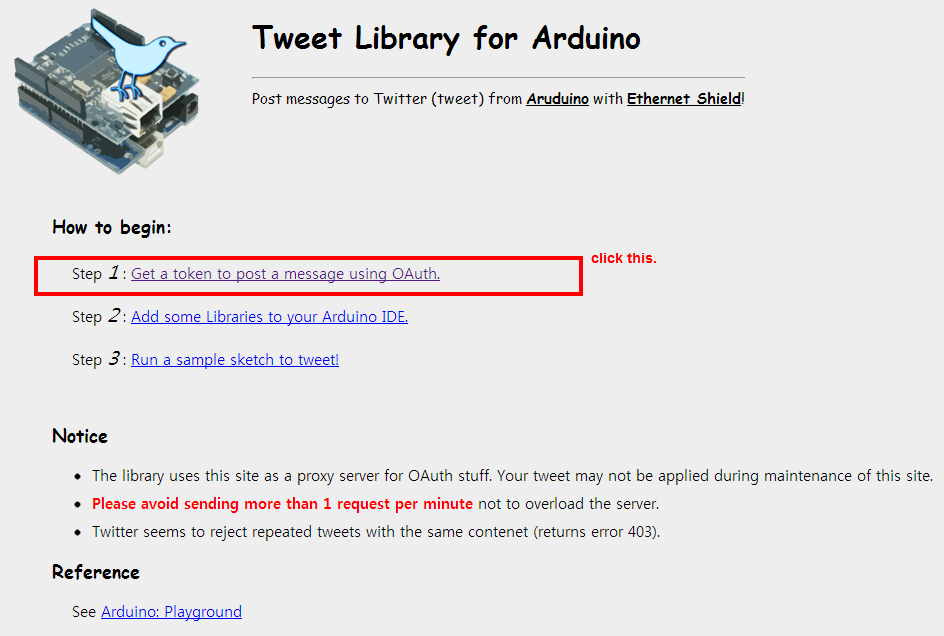 Tweet Library for Arduino
Post messages to Twitter (tweet) from Aruduino with Ethernet Shield!
How to begin:
click this.
Step 1 : Get a token to post a message using OAuth.
Step 2 : Add some Libraries to your Arduino IDE.
Step 3 : Run a sample sketch to tweet!
Notice
• The library uses this site as a proxy server for OAuth stuff. Your tweet may not be applied during maintenance of this site.
• Please avoid sending more than 1 request per minute not to overload the server.
• Twitter seems to reject repeated tweets with the same contenet (returns error 403).
Reference
See Arduino: Playground